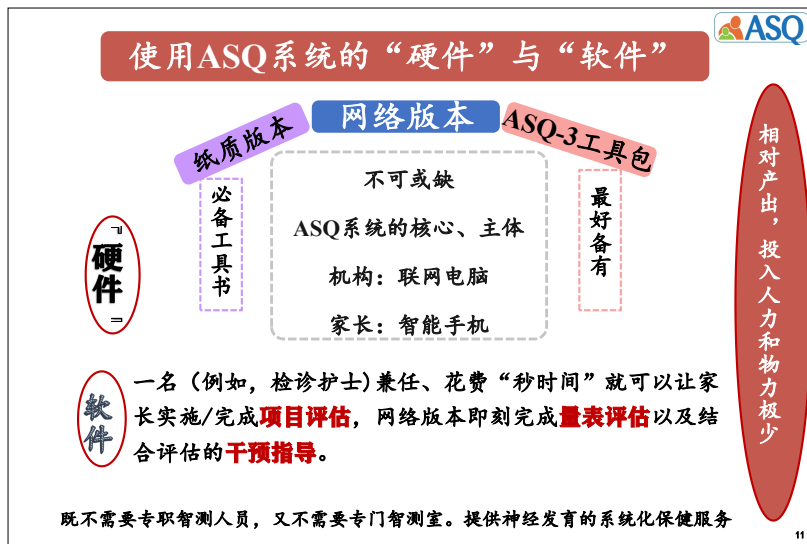 ASQ
使用ASQ系统的“硬件”与“软件”
纸质版本
网络版本
ASQ-3工具包
必备工具书
不可或缺
ASQ系统的核心、主体
机构：联网电脑
家长：智能手机
最好备有
『硬件』
相对产出，投入人力和物力极少
软件
一名（例如，检诊护士)兼任、花费“秒时间”就可以让家
长实施/完成项目评估，网络版本即刻完成量表评估以及结
合评估的干预指导。
既不需要专职智测人员，又不需要专门智测室。提供神经发育的系统化保健服务
11